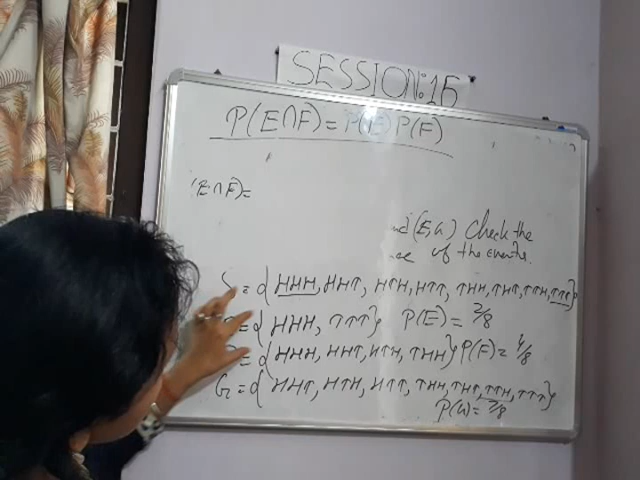 SESSION:16
P(E∩F)=P(E)P(F)
(E∩F)=
(E,G) Check the
of the events.
S = { HHH, HHT, HTH, HTT, THH, THT, TTH, TTT}
= { HHH, TTT} P(E) = 2/8
= { HHH, HHT, HTH, THH} P(F) = 4/8
G = { HHT, HTH, HTT, THH, THT, TTH, TTT}
P(G) = 7/8